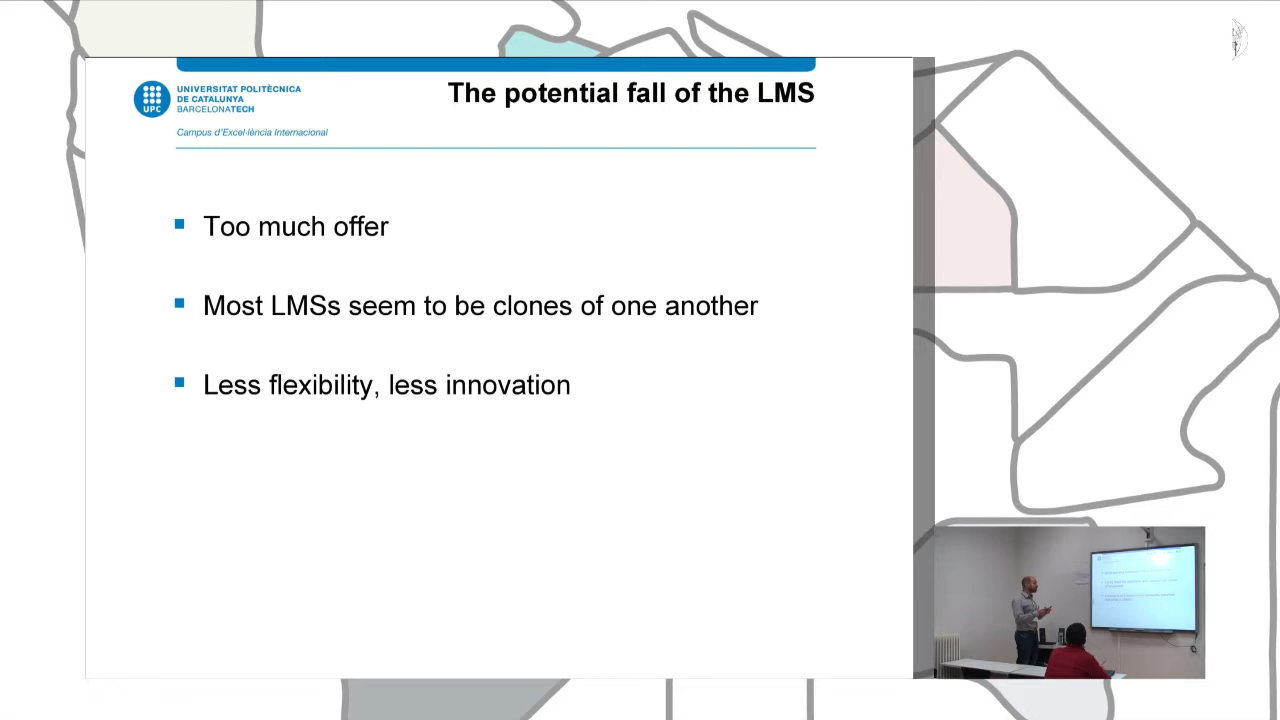 UNIVERSITAT POLITÈCNICA
DE CATALUNYA
BARCELONATECH
UPC
Campus d'Excel·lència Internacional
The potential fall of the LMS
Too much offer
Most LMSs seem to be clones of one another
Less flexibility, less innovation